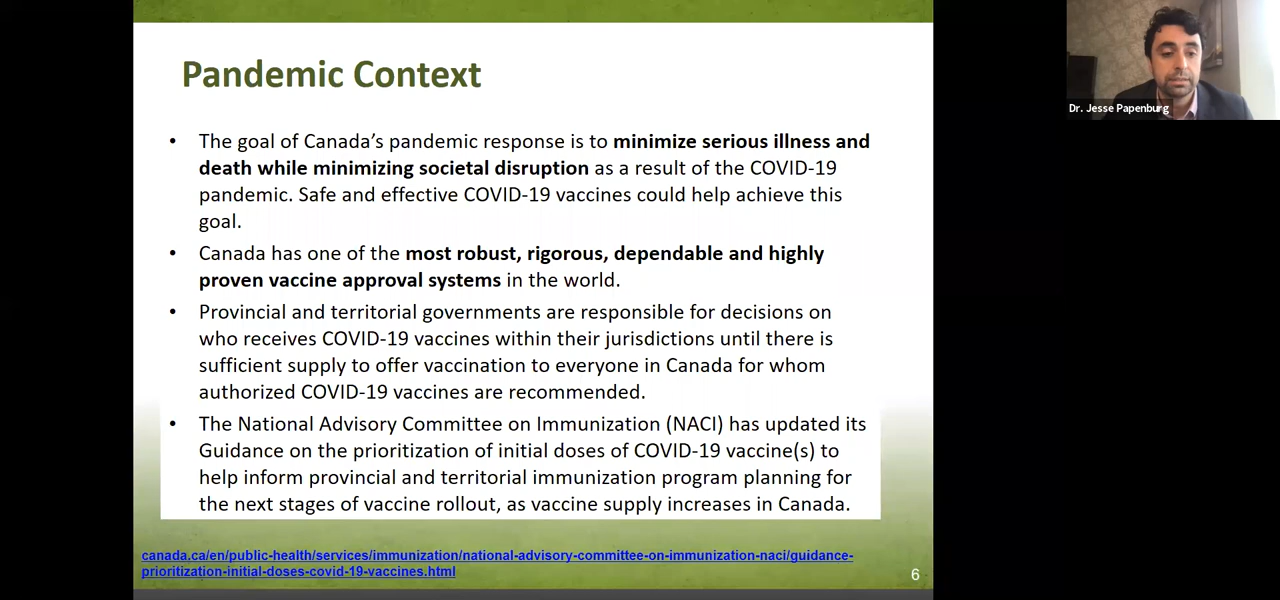 Pandemic Context
• The goal of Canada's pandemic response is to minimize serious illness and
death while minimizing societal disruption as a result of the COVID-19
pandemic. Safe and effective COVID-19 vaccines could help achieve this
goal.
• Canada has one of the most robust, rigorous, dependable and highly
proven vaccine approval systems in the world.
• Provincial and territorial governments are responsible for decisions on
who receives COVID-19 vaccines within their jurisdictions until there is
sufficient supply to offer vaccination to everyone in Canada for whom
authorized COVID-19 vaccines are recommended.
• The National Advisory Committee on Immunization (NACI) has updated its
Guidance on the prioritization of initial doses of COVID-19 vaccine(s) to
help inform provincial and territorial immunization program planning for
the next stages of vaccine rollout, as vaccine supply increases in Canada.
canada.ca/en/public-health/services/immunization/national-advisory-committee-on-immunization-naci/guidance-
prioritization-initial-doses-covid-19-vaccines.html
6
Dr. Jesse Papenburg